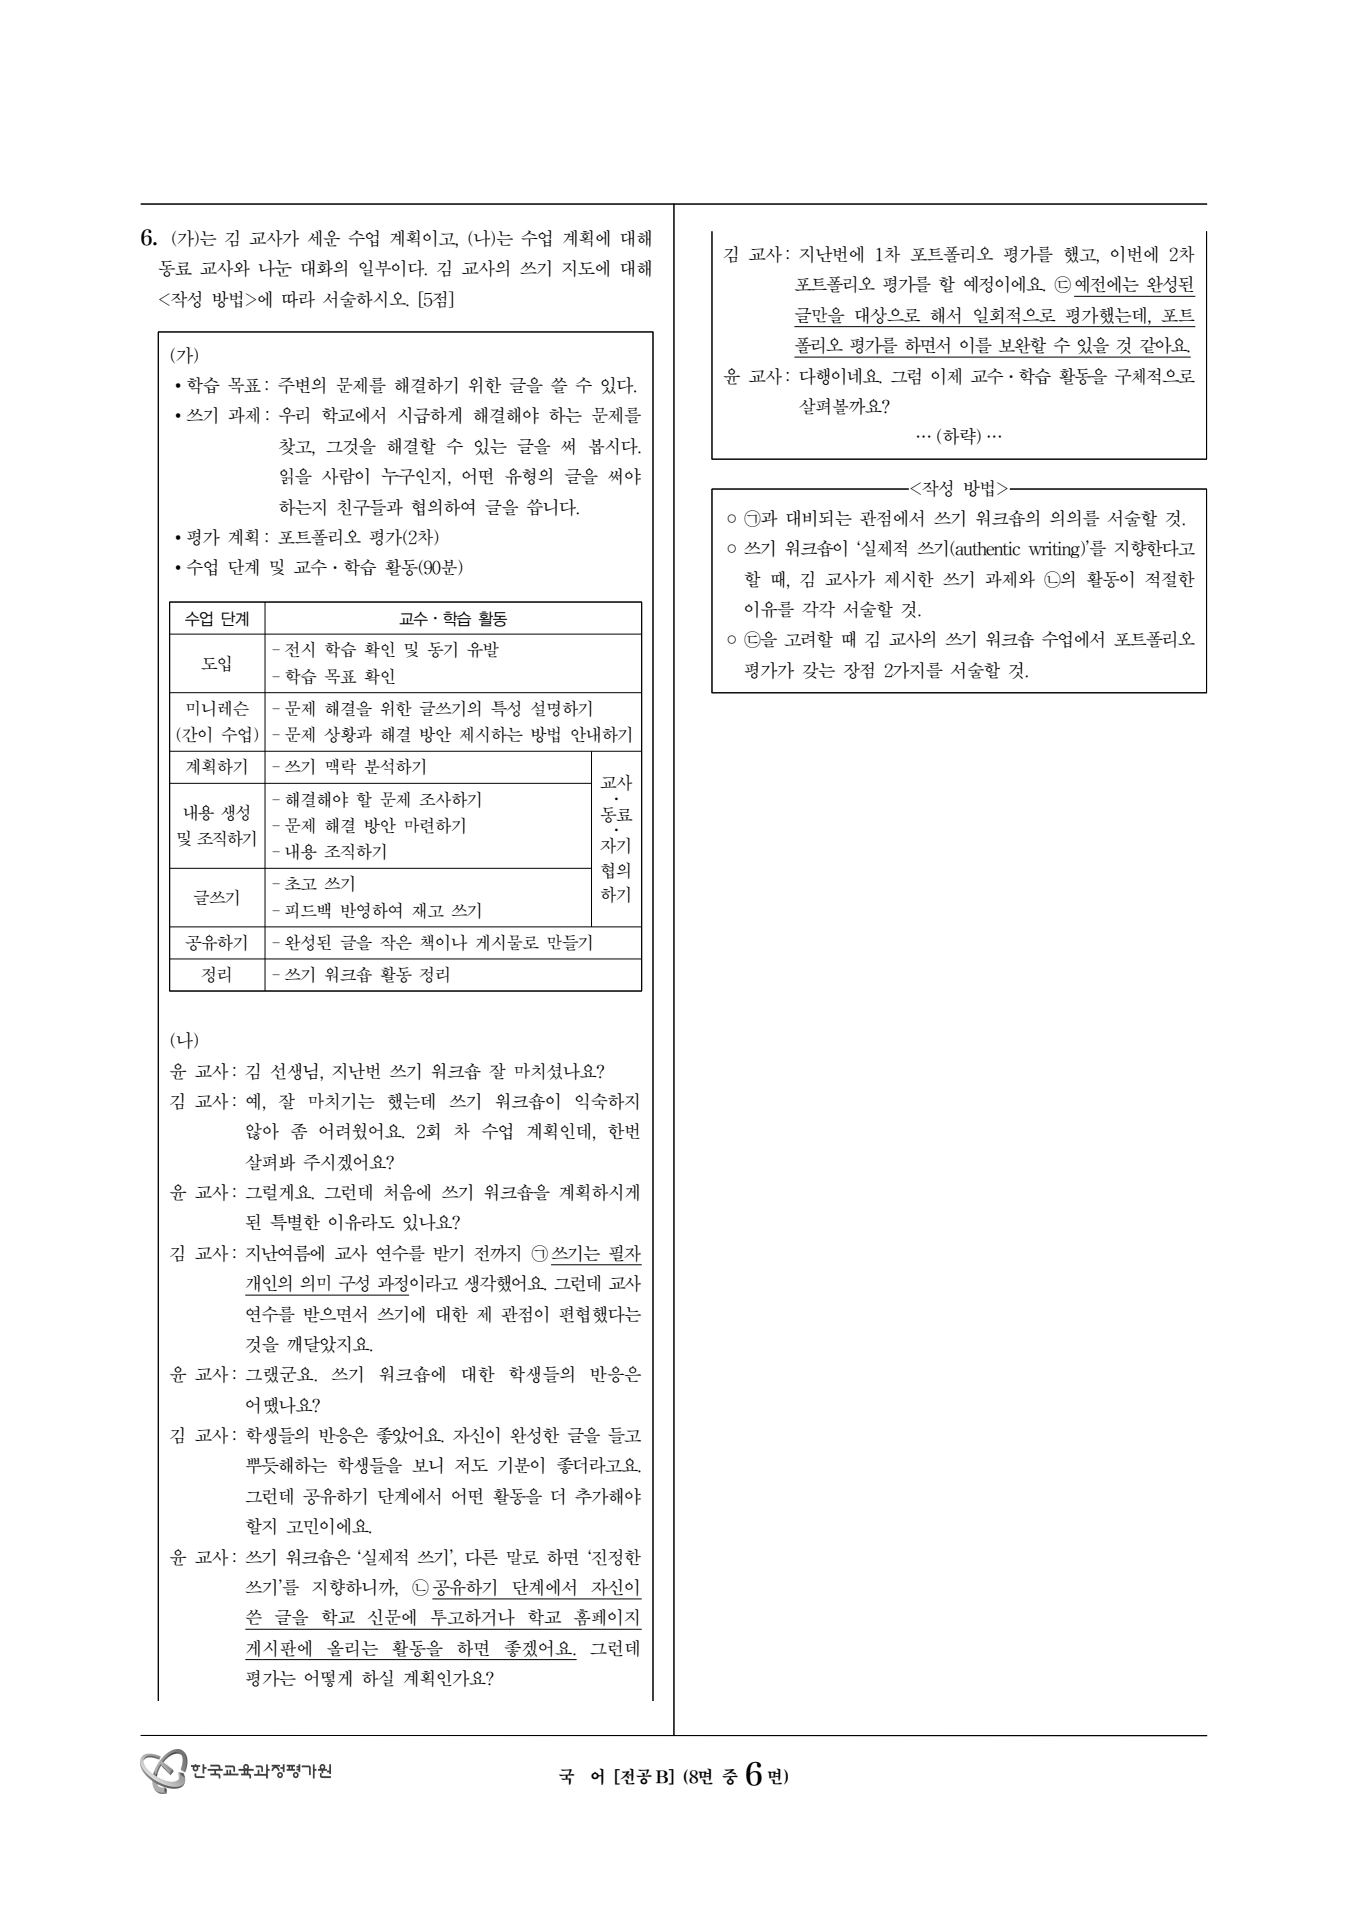 6. (가)는 김 교사가 세운 수업 계획이고, (나)는 수업 계획에 대해
동료 교사와 나눈 대화의 일부이다. 김 교사의 쓰기 지도에 대해
<작성 방법>에 따라 서술하시오. [5점]
(가)
• 학습 목표 : 주변의 문제를 해결하기 위한 글을 쓸 수 있다.
• 쓰기 과제 : 우리 학교에서 시급하게 해결해야 하는 문제를
찾고, 그것을 해결할 수 있는 글을 써 봅시다.
읽을 사람이 누구인지, 어떤 유형의 글을 써야
하는지 친구들과 협의하여 글을 씁니다.
• 평가 계획 : 포트폴리오 평가(2차)
• 수업 단계 및 교수・학습 활동(90분)
수업 단계 교수・학습 활동
도입
- 전시 학습 확인 및 동기 유발
- 학습 목표 확인
미니레슨
(간이 수업)
- 문제 해결을 위한 글쓰기의 특성 설명하기
- 문제 상황과 해결 방안 제시하는 방법 안내하기
계획하기 - 쓰기 맥락 분석하기
내용 생성
및 조직하기
- 해결해야 할 문제 조사하기
- 문제 해결 방안 마련하기
- 내용 조직하기
글쓰기
- 초고 쓰기
- 피드백 반영하여 재고 쓰기
교사
・
동료
・
자기
협의
하기
공유하기 - 완성된 글을 작은 책이나 게시물로 만들기
정리 - 쓰기 워크숍 활동 정리
(나)
윤 교사 : 김 선생님, 지난번 쓰기 워크숍 잘 마치셨나요?
김 교사 : 예, 잘 마치기는 했는데 쓰기 워크숍이 익숙하지
않아 좀 어려웠어요. 2회 차 수업 계획인데, 한번
살펴봐 주시겠어요?
윤 교사 : 그럴게요. 그런데 처음에 쓰기 워크숍을 계획하시게
된 특별한 이유라도 있나요?
김 교사 : 지난여름에 교사 연수를 받기 전까지 ㉠쓰기는 필자
개인의 의미 구성 과정이라고 생각했어요. 그런데 교사
연수를 받으면서 쓰기에 대한 제 관점이 편협했다는
것을 깨달았지요.
윤 교사 : 그랬군요. 쓰기 워크숍에 대한 학생들의 반응은
어땠나요?
김 교사 : 학생들의 반응은 좋았어요. 자신이 완성한 글을 들고
뿌듯해하는 학생들을 보니 저도 기분이 좋더라고요.
그런데 공유하기 단계에서 어떤 활동을 더 추가해야
할지 고민이에요.
윤 교사 : 쓰기 워크숍은 ‘실제적 쓰기’, 다른 말로 하면 ‘진정한
쓰기’를 지향하니까, ㉡공유하기 단계에서 자신이
쓴 글을 학교 신문에 투고하거나 학교 홈페이지
게시판에 올리는 활동을 하면 좋겠어요. 그런데
평가는 어떻게 하실 계획인가요?
김 교사 : 지난번에 1차 포트폴리오 평가를 했고, 이번에 2차
포트폴리오 평가를 할 예정이에요. ㉢예전에는 완성된
글만을 대상으로 해서 일회적으로 평가했는데, 포트
폴리오 평가를 하면서 이를 보완할 수 있을 것 같아요.
윤 교사 : 다행이네요. 그럼 이제 교수・학습 활동을 구체적으로
살펴볼까요?
… (하략) …
<작성 방법>
○ ㉠과 대비되는 관점에서 쓰기 워크숍의 의의를 서술할 것.
○ 쓰기 워크숍이 ‘실제적 쓰기(authentic writing)’를 지향한다고
할 때, 김 교사가 제시한 쓰기 과제와 ㉡의 활동이 적절한
이유를 각각 서술할 것.
○ ㉢을 고려할 때 김 교사의 쓰기 워크숍 수업에서 포트폴리오
평가가 갖는 장점 2가지를 서술할 것.
한국교육과정평가원
국 어 [전공 B] (8면 중 6 면)